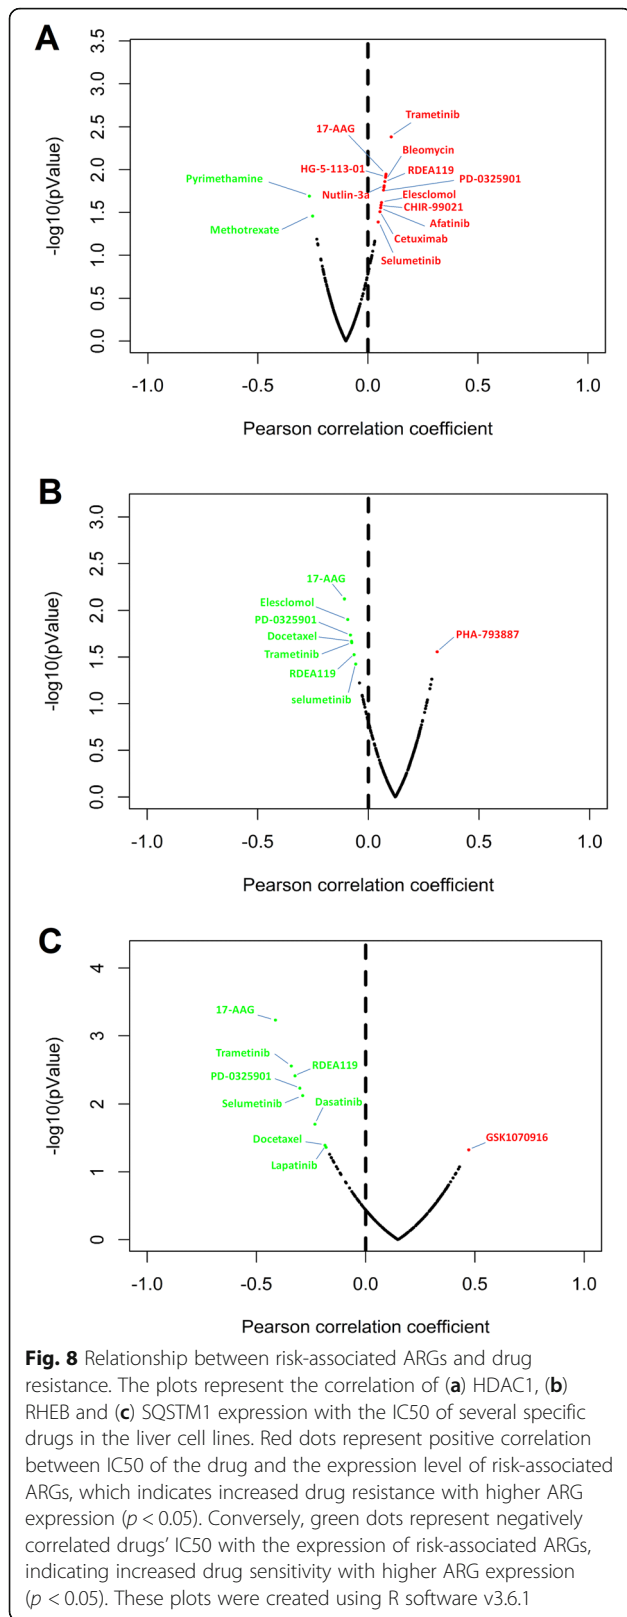 A
3.5
3.0
2.5
2.0
1.5
1.0
0.5
0.0
-log10(pValue)
Trametinib
17-AAG
Bleomycin
HG-5-113-01
RDEA119
PD-0325901
Pyrimethamine
Nutlin-3a
Elesclomol
CHIR-99021
Methotrexate
Afatinib
Cetuximab
Selumetinib
-1.0 -0.5 0.0 0.5 1.0
Pearson correlation coefficient
B
3.0
2.5
2.0
1.5
1.0
0.5
0.0
-log10(pValue)
17-AAG
Elesclomol
PD-0325901
Docetaxel
PHA-793887
Trametinib
RDEA119
selumetinib
-1.0 -0.5 0.0 0.5 1.0
Pearson correlation coefficient
C
4
3
2
1
0
-log10(pValue)
17-AAG
Trametinib
RDEA119
PD-0325901
Selumetinib
Dasatinib
Docetaxel
GSK1070916
Lapatinib
-1.0 -0.5 0.0 0.5 1.0
Pearson correlation coefficient
Fig. 8 Relationship between risk-associated ARGs and drug
resistance. The plots represent the correlation of (a) HDAC1, (b)
RHEB and (c) SQSTM1 expression with the IC50 of several specific
drugs in the liver cell lines. Red dots represent positive correlation
between IC50 of the drug and the expression level of risk-associated
ARGs, which indicates increased drug resistance with higher ARG
expression (p < 0.05). Conversely, green dots represent negatively
correlated drugs' IC50 with the expression of risk-associated ARGs,
indicating increased drug sensitivity with higher ARG expression
(p < 0.05). These plots were created using R software v3.6.1